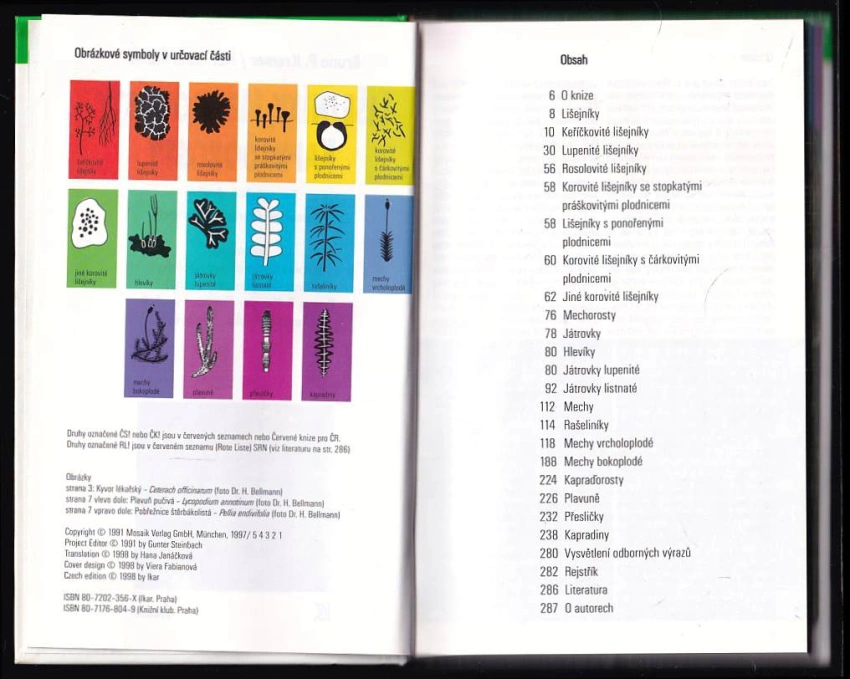 Obrázkové symboly v určovací části
keříčkovité
lišejníky
lupenité
lišejníky
rosolovité
lišejníky
korovité
lišejníky
se stopkatými
práškovitými
plodnicemi
lišejníky
s ponořenými
plodnicemi
korovité
lišejníky
s čárkovitými
plodnicemi
jiné korovité
lišejníky
hlevíky
játrovky
lupenité
játrovky
listnaté
rašeliníky
mechy
vrcholoplodé
mechy
bokoplodé
plavuně
přesličky
kapradiny
Druhy označené ČS! nebo ČK! jsou v červených seznamech nebo Červené knize pro ČR.
Druhy označené RL! jsou v červeném seznamu (Rote Liste) SRN (viz literaturu na str. 286)
Obrázky
strana 3: Kyvor lékařský – Ceterach officinarum (foto Dr. H. Bellmann)
strana 7 vlevo dole: Plavuň pučivá - Lycopodium annotinum (foto Dr. H. Bellmann)
strana 7 vpravo dole: Pobřežnice štěrbákolistá - Pellia endiviifolia (foto Dr. H. Bellmann)
Copyright © 1991 Mosaik Verlag GmbH, München, 1997/ 5 4 3 2 1
Project Editor © 1991 by Gunter Steinbach
Translation © 1998 by Hana Janáčková
Cover design © 1998 by Viera Fabianová
Czech edition © 1998 by Ikar
ISBN 80-7202-356-X (Ikar. Praha)
ISBN 80-7176-804-9 (Knižní klub. Praha)
Obsah
6 O knize
8 Lišejníky
10 Keříčkovité lišejníky
30 Lupenité lišejníky
56 Rosolovité lišejníky
58 Korovité lišejníky se stopkatými
práškovitými plodnicemi
58 Lišejníky s ponořenými
plodnicemi
60 Korovité lišejníky s čárkovitými
plodnicemi
62 Jiné korovité lišejníky
76 Mechorosty
78 Játrovky
80 Hlevíky
80 Játrovky lupenité
92 Játrovky listnaté
112 Mechy
114 Rašeliníky
118 Mechy vrcholoplodé
188 Mechy bokoplodé
224 Kapraďorosty
226 Plavuně
232 Přesličky
238 Kapradiny
280 Vysvětlení odborných výrazů
282 Rejstřík
286 Literatura
287 O autorech